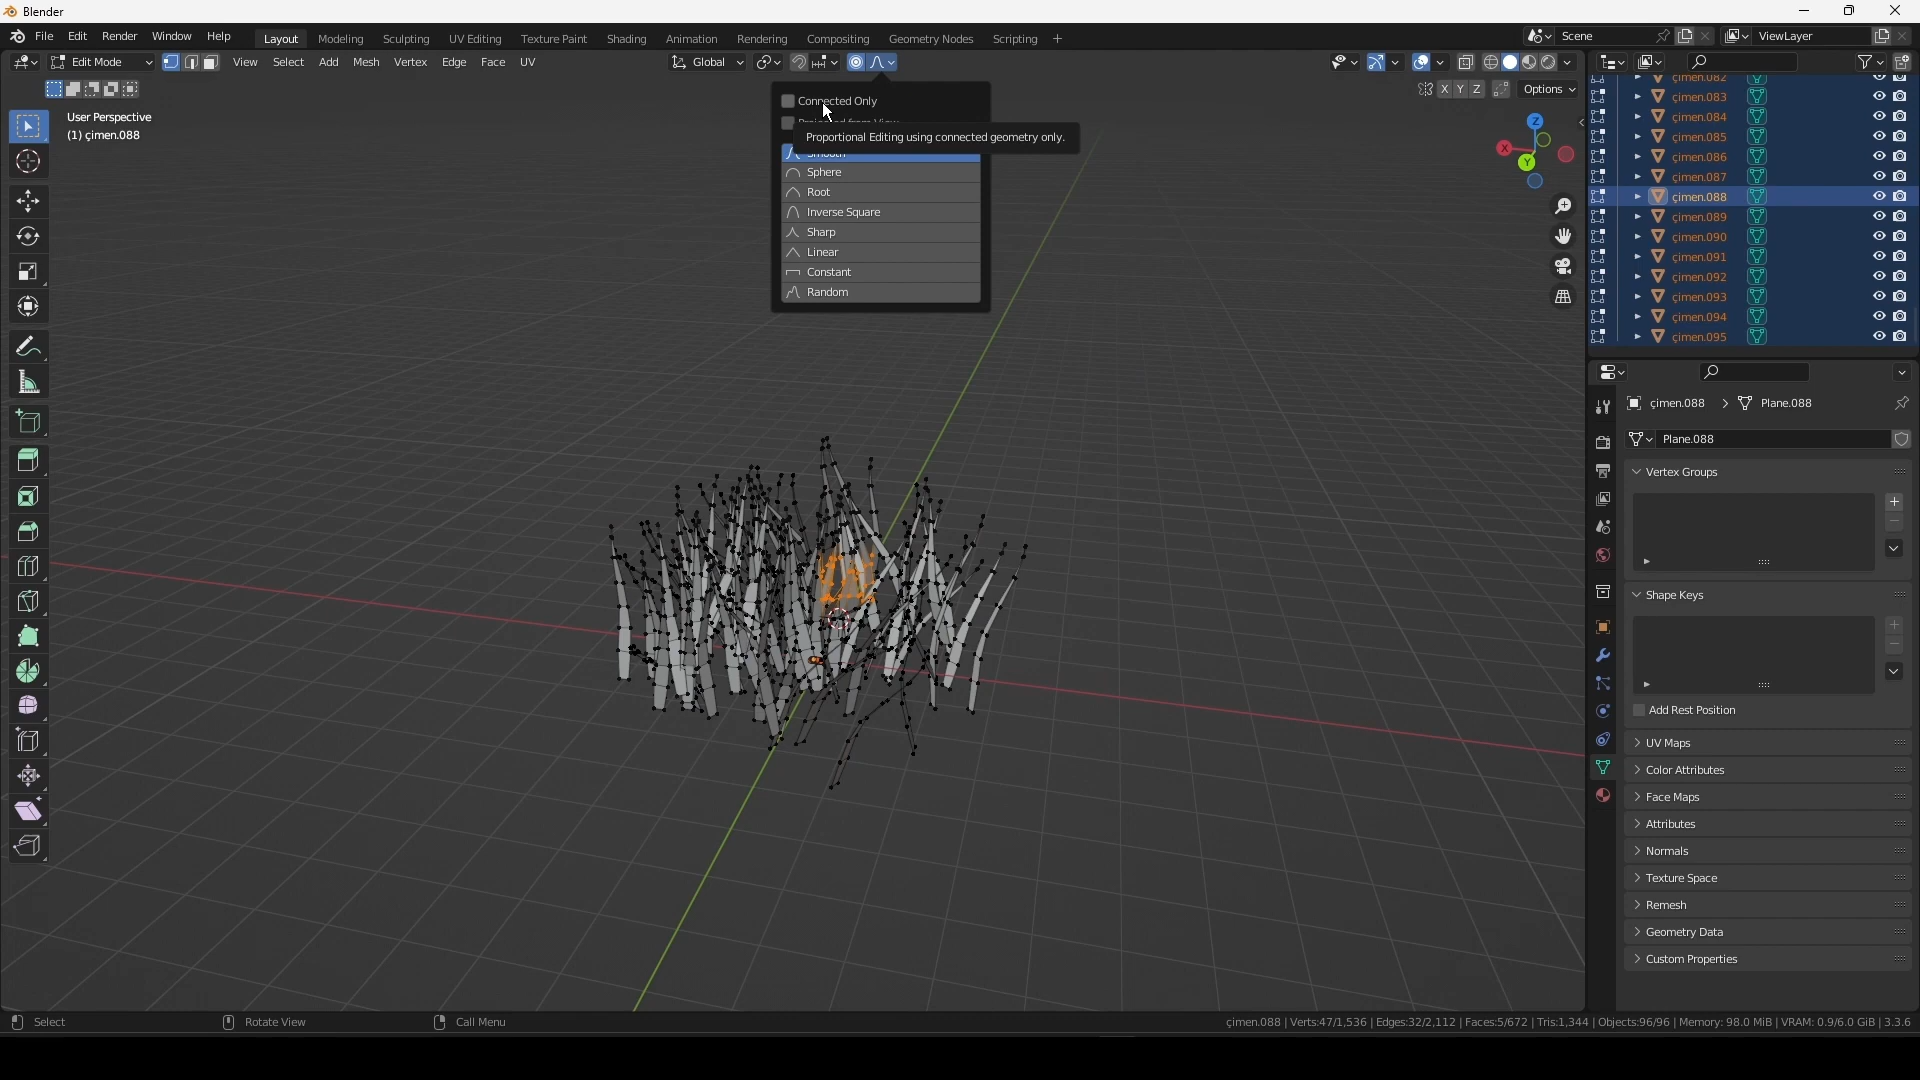 Blender
File Edit Render Window Help Layout Modeling Sculpting UV Editing Texture Paint Shading Animation Rendering Compositing Geometry Nodes Scripting + Scene ViewLayer
Edit Mode View Select Add Mesh Vertex Edge Face UV Global
X Y Z Options
User Perspective
(1) çimen.088
Connected Only
Proportional Editing using connected geometry only.
Smooth
Sphere
Root
Inverse Square
Sharp
Linear
Constant
Random
Z
X
Y
çimen.082
çimen.083
çimen.084
çimen.085
çimen.086
çimen.087
çimen.088
çimen.089
çimen.090
çimen.091
çimen.092
çimen.093
çimen.094
çimen.095
çimen.088 > Plane.088
Plane.088
Vertex Groups
Shape Keys
Add Rest Position
UV Maps
Color Attributes
Face Maps
Attributes
Normals
Texture Space
Remesh
Geometry Data
Custom Properties
Select Rotate View Call Menu çimen.088 | Verts:47/1,536 | Edges:32/2,112 | Faces:5/672 | Tris:1,344 | Objects:96/96 | Memory: 98.0 MiB | VRAM: 0.9/6.0 GiB | 3.3.6